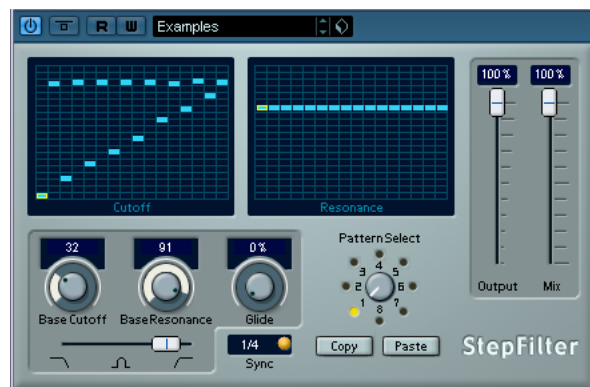 R W Examples
100% 100%
Cutoff Resonance
32 91 0%
Pattern Select
1 2 3 4 5 6 7 8
Base Cutoff Base Resonance Glide
Output Mix
1/4
Sync
Copy Paste
StepFilter